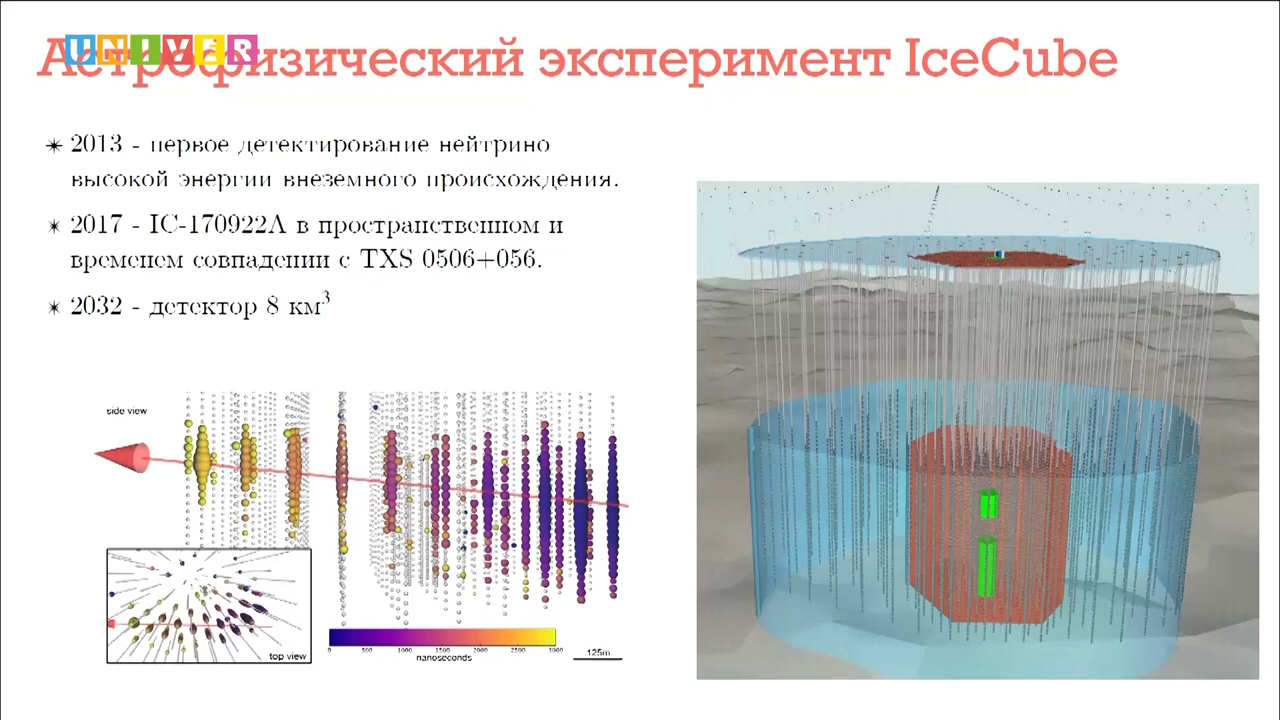 UNIVER
Астрофизический эксперимент IceCube
✴ 2013 - первое детектирование нейтрино
высокой энергии внеземного происхождения.
✴ 2017 - IC-170922A в пространственном и
временем совпадении с TXS 0506+056.
✴ 2032 - детектор 8 км³
side view
top view
0 500 1000 1500 2000 2500 3000
nanoseconds
125m